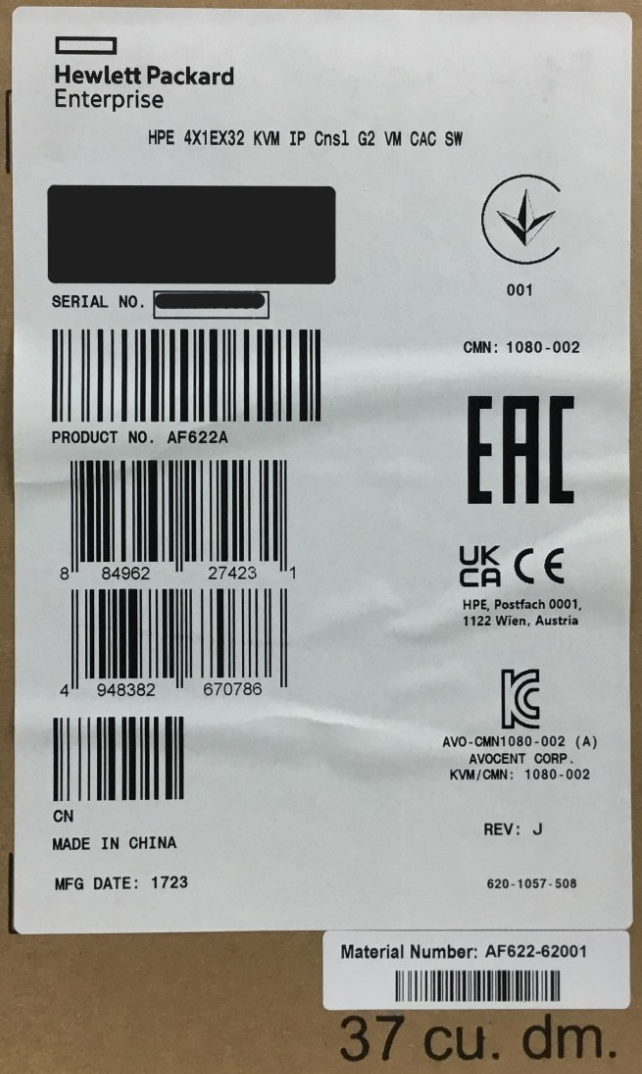 Hewlett Packard
Enterprise
HPE 4X1EX32 KVM IP Cnsl G2 VM CAC SW
SERIAL NO.
PRODUCT NO. AF622A
8 84962 27423 1
4 948382 670786
CN
MADE IN CHINA
MFG DATE: 1723
001
CMN: 1080-002
EAC
UK
CA CE
HPE, Postfach 0001,
1122 Wien, Austria
KC
AVO-CMN1080-002 (A)
AVOCENT CORP.
KVM/CMN: 1080-002
REV: J
620-1057-508
Material Number: AF622-62001
37 cu. dm.